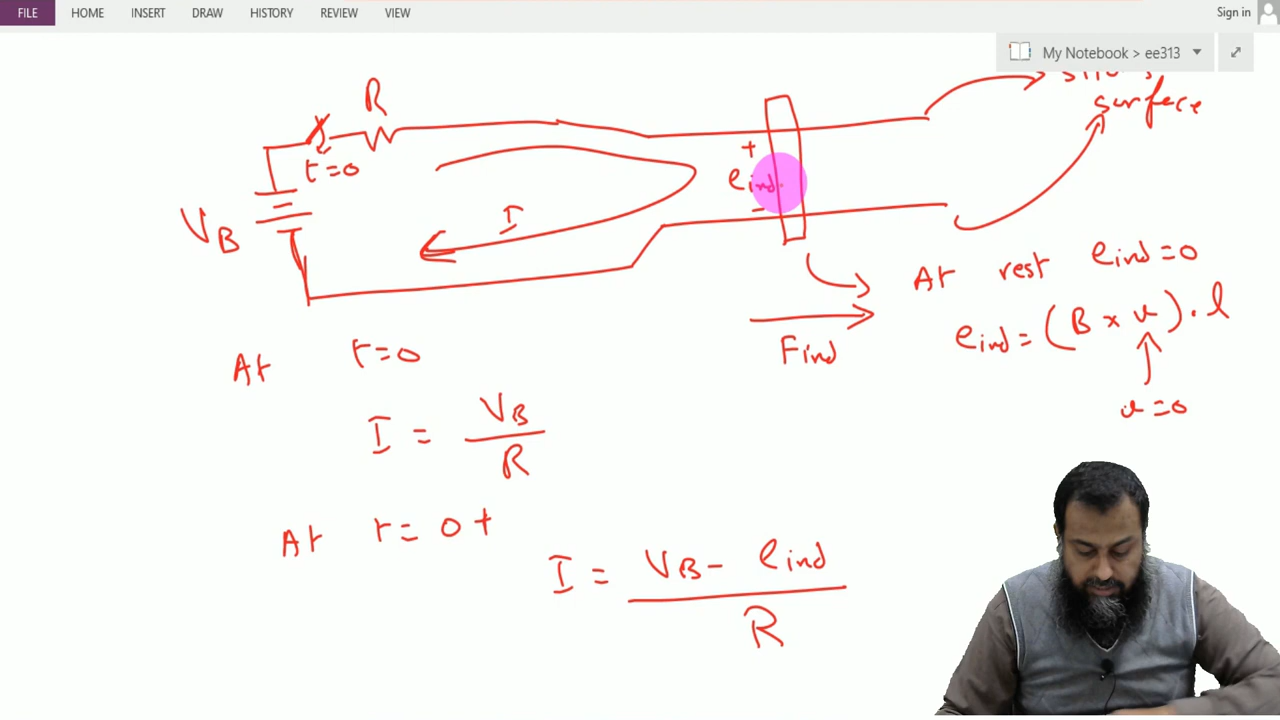 FILE HOME INSERT DRAW HISTORY REVIEW VIEW
Sign in
My Notebook > ee313
surface
R
t=0
+
eind
-
VB
I
At rest eind=0
eind = (B × v) . l
v=0
Find
At t=0
I = VB / R
At t= 0+
I = VB - eind / R